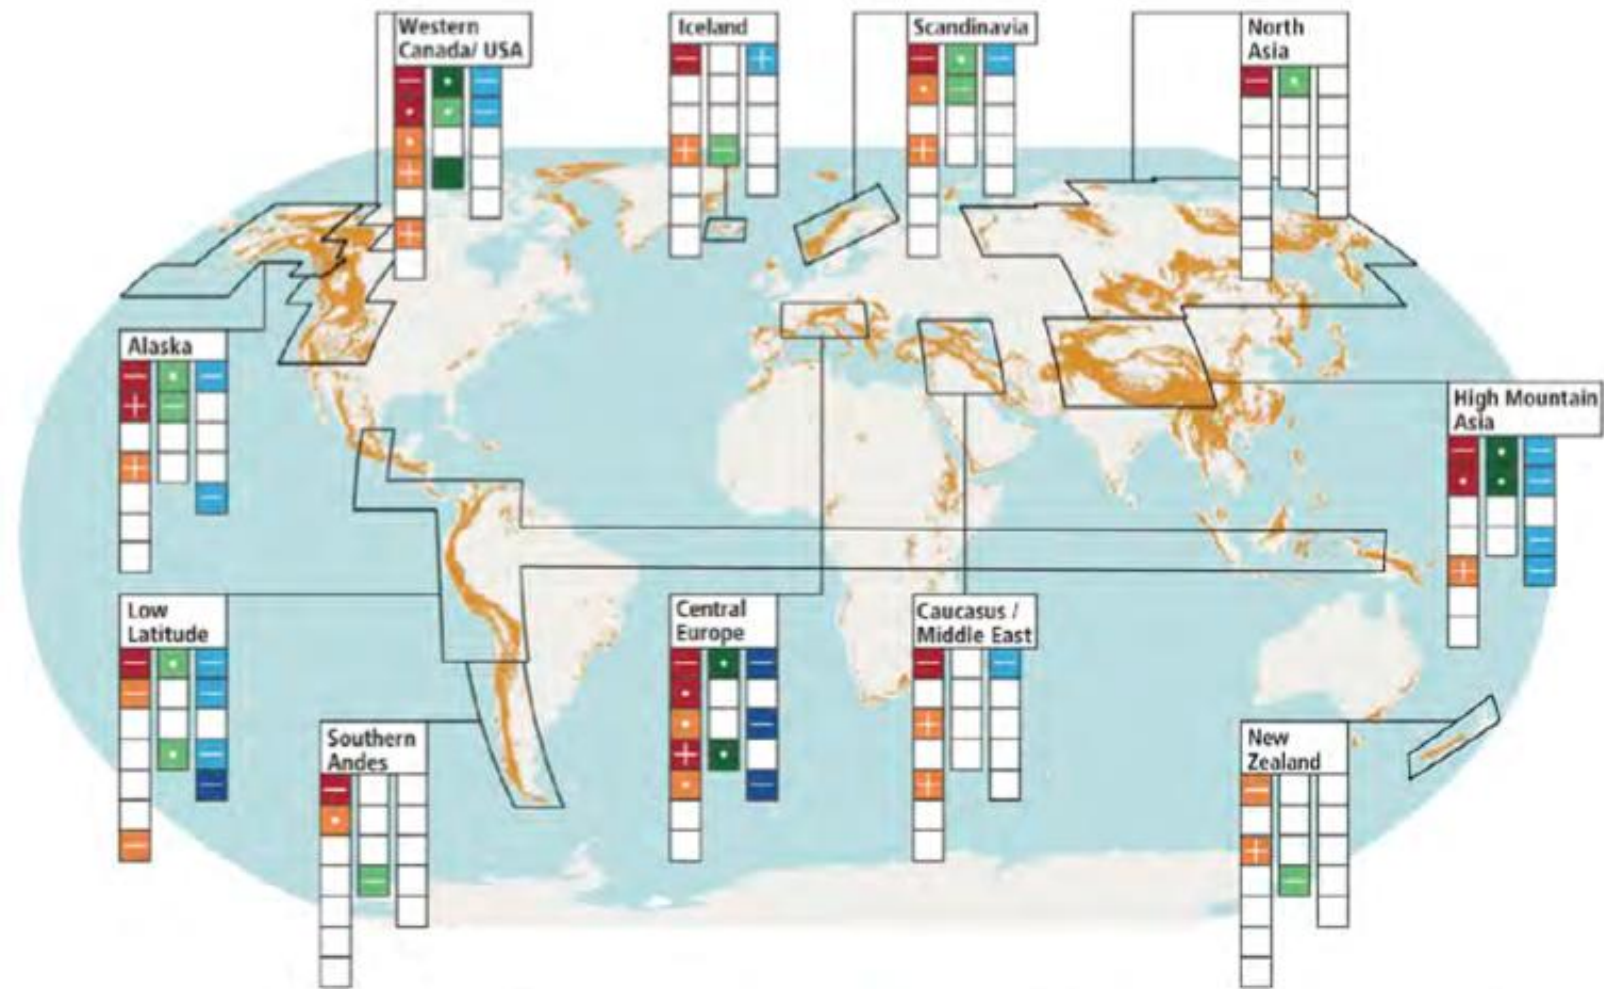 Western
Canada/ USA
Iceland
Scandinavia
North
Asia
Alaska
High Mountain
Asia
Low
Latitude
Central
Europe
Caucasus /
Middle East
Southern
Andes
New
Zealand